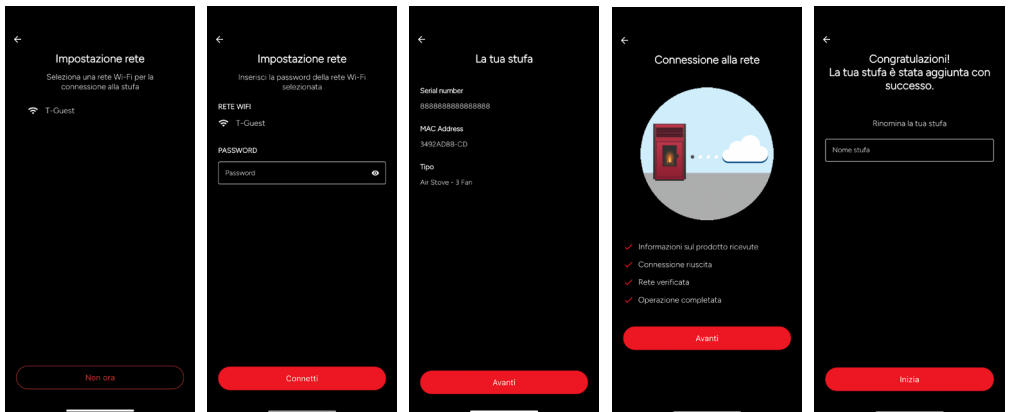 Impostazione rete
Seleziona una rete Wi-Fi per la
connessione alla stufa
T-Guest
Non ora
Impostazione rete
Inserisci la password della rete Wi-Fi
selezionata
RETE WIFI
T-Guest
PASSWORD
Password
Connetti
La tua stufa
Serial number
8888888888888888
MAC Address
3492AD8B-CD
Tipo
Air Stove - 3 Fan
Avanti
Connessione alla rete
Informazioni sul prodotto ricevute
Connessione riuscita
Rete verificata
Operazione completata
Avanti
Congratulazioni!
La tua stufa è stata aggiunta con
successo.
Rinomina la tua stufa
Nome stufa
Inizia